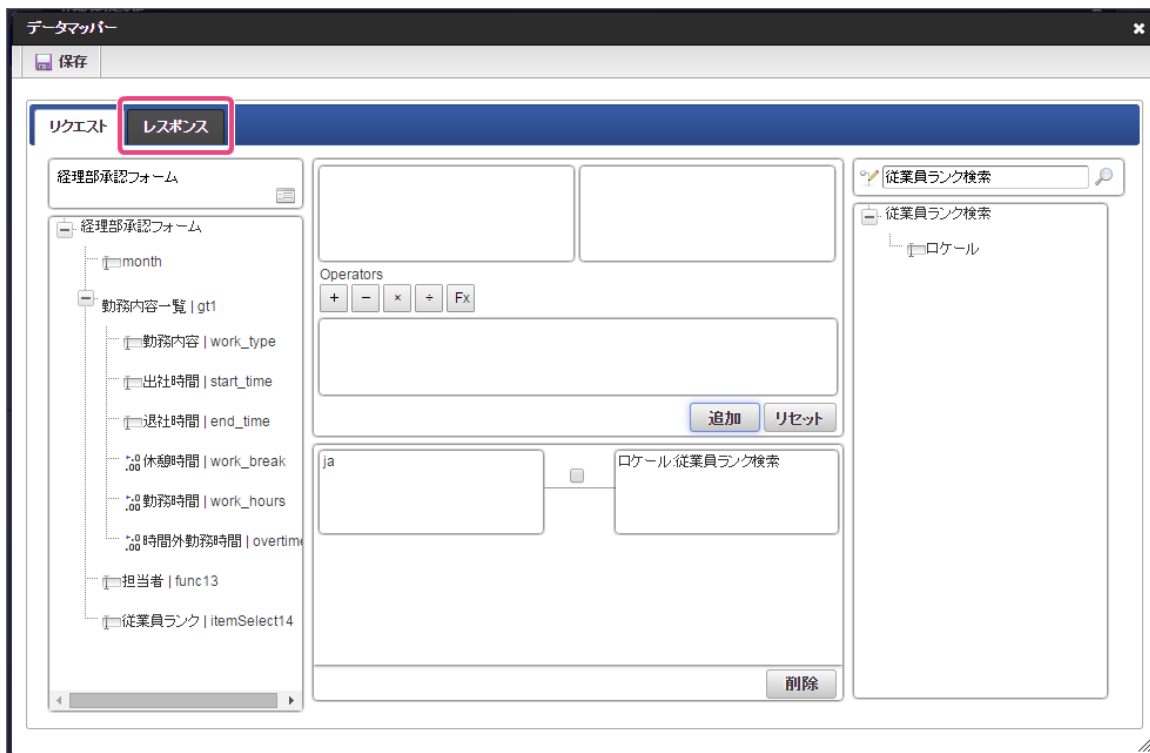 データマッパー
保存
リクエスト
レスポンス
経理部承認フォーム
経理部承認フォーム
month
勤務内容一覧 | gt1
勤務内容 | work_type
出社時間 | start_time
退社時間 | end_time
休憩時間 | work_break
勤務時間 | work_hours
時間外勤務時間 | overtime
担当者 | func13
従業員ランク | itemSelect14
Operators
+ − × ÷ Fx
追加 リセット
ja
ロケール:従業員ランク検索
削除
従業員ランク検索
従業員ランク検索
ロケール